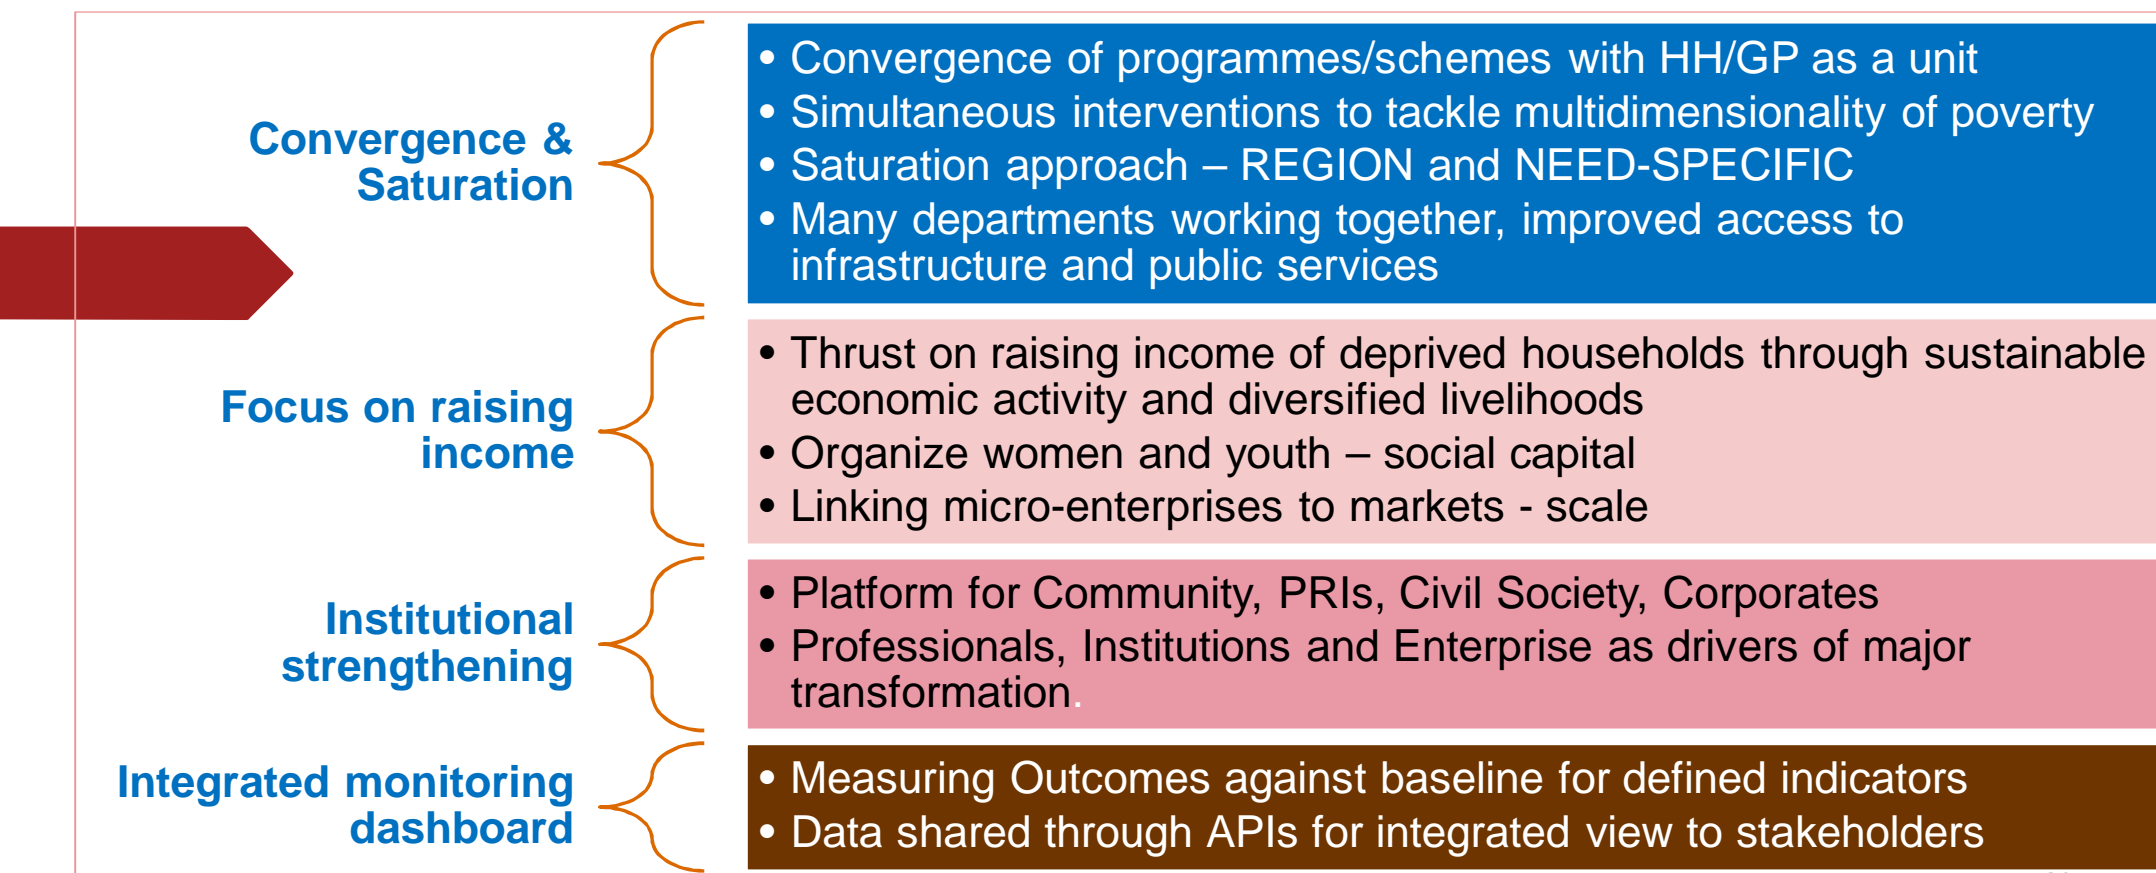 Convergence &
Saturation
• Convergence of programmes/schemes with HH/GP as a unit
• Simultaneous interventions to tackle multidimensionality of poverty
• Saturation approach – REGION and NEED-SPECIFIC
• Many departments working together, improved access to
infrastructure and public services
Focus on raising
income
• Thrust on raising income of deprived households through sustainable
economic activity and diversified livelihoods
• Organize women and youth – social capital
• Linking micro-enterprises to markets - scale
Institutional
strengthening
• Platform for Community, PRIs, Civil Society, Corporates
• Professionals, Institutions and Enterprise as drivers of major
transformation.
Integrated monitoring
dashboard
• Measuring Outcomes against baseline for defined indicators
• Data shared through APIs for integrated view to stakeholders